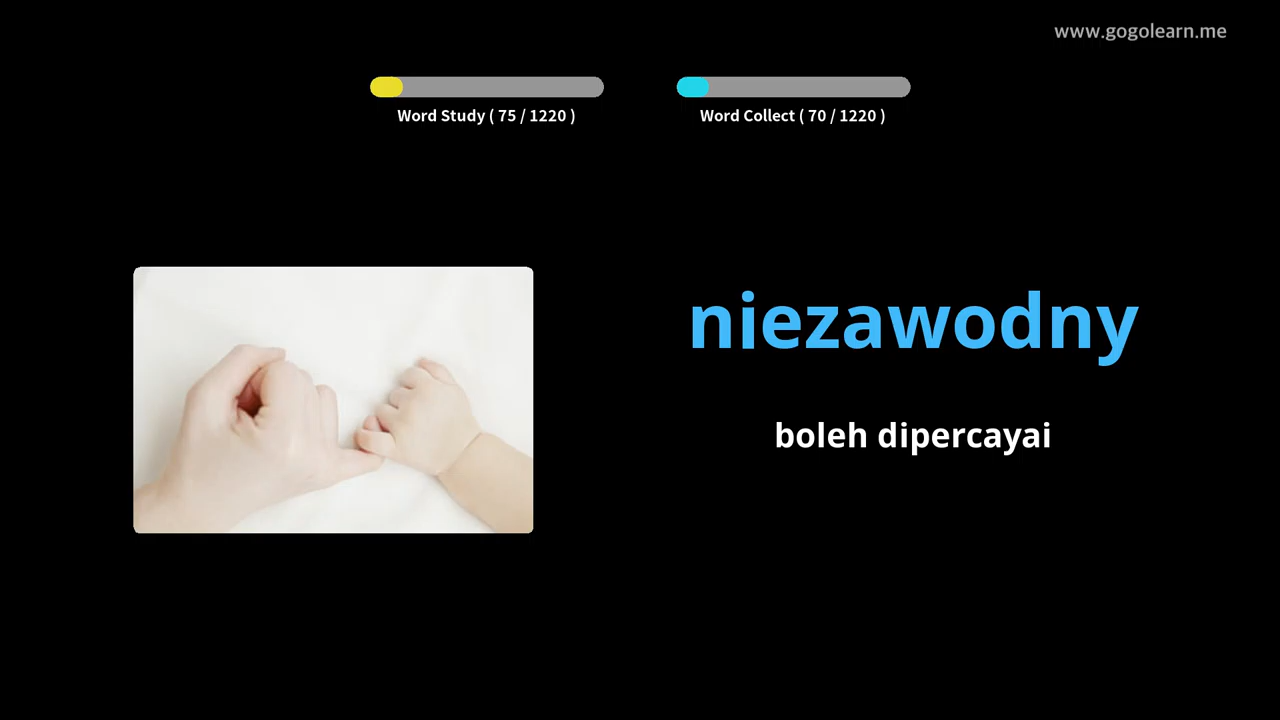 www.gogolearn.me
Word Study ( 75 / 1220 )
Word Collect ( 70 / 1220 )
niezawodny
boleh dipercayai